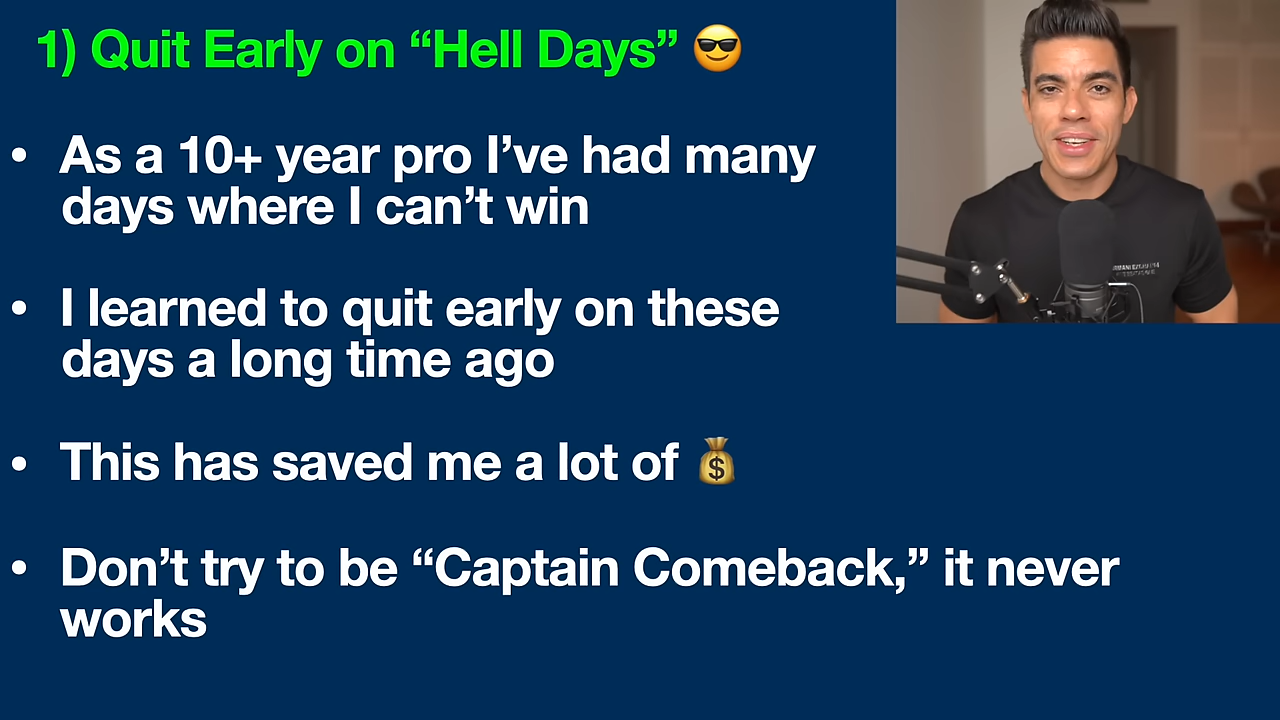 1) Quit Early on “Hell Days” 😎
• As a 10+ year pro I’ve had many
days where I can’t win
• I learned to quit early on these
days a long time ago
• This has saved me a lot of 💰
• Don’t try to be “Captain Comeback,” it never
works